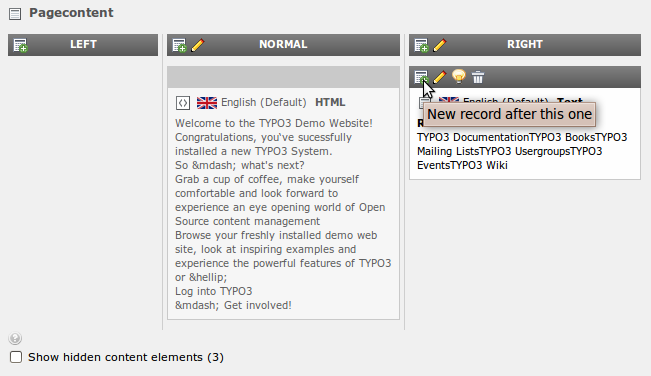 Pagecontent
LEFT
NORMAL
RIGHT
English (Default) HTML
Welcome to the TYPO3 Demo Website!
Congratulations, you've sucessfully
installed a new TYPO3 System.
So &mdash; what's next?
Grab a cup of coffee, make yourself
comfortable and look forward to
experience an eye opening world of Open
Source content management
Browse your freshly installed demo web
site, look at inspiring examples and
experience the powerful features of TYPO3
or &hellip;
Log into TYPO3
&mdash; Get involved!
English (Default) Text
New record after this one
TYPO3 DocumentationTYPO3 BooksTYPO3
Mailing ListsTYPO3 UsergroupsTYPO3
EventsTYPO3 Wiki
Show hidden content elements (3)